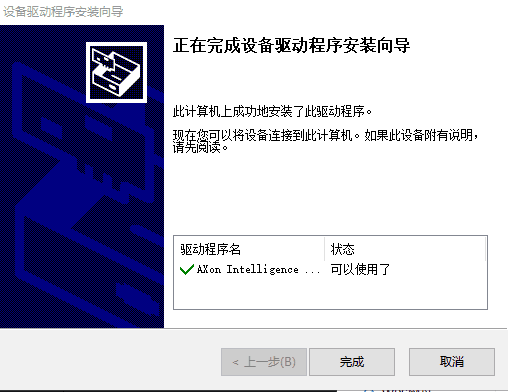 设备驱动程序安装向导
正在完成设备驱动程序安装向导
此计算机上成功地安装了此驱动程序。
现在您可以将设备连接到此计算机。如果此设备附有说明，
请先阅读。
驱动程序名 状态
AXon Intelligence ... 可以使用了
< 上一步(B) 完成 取消